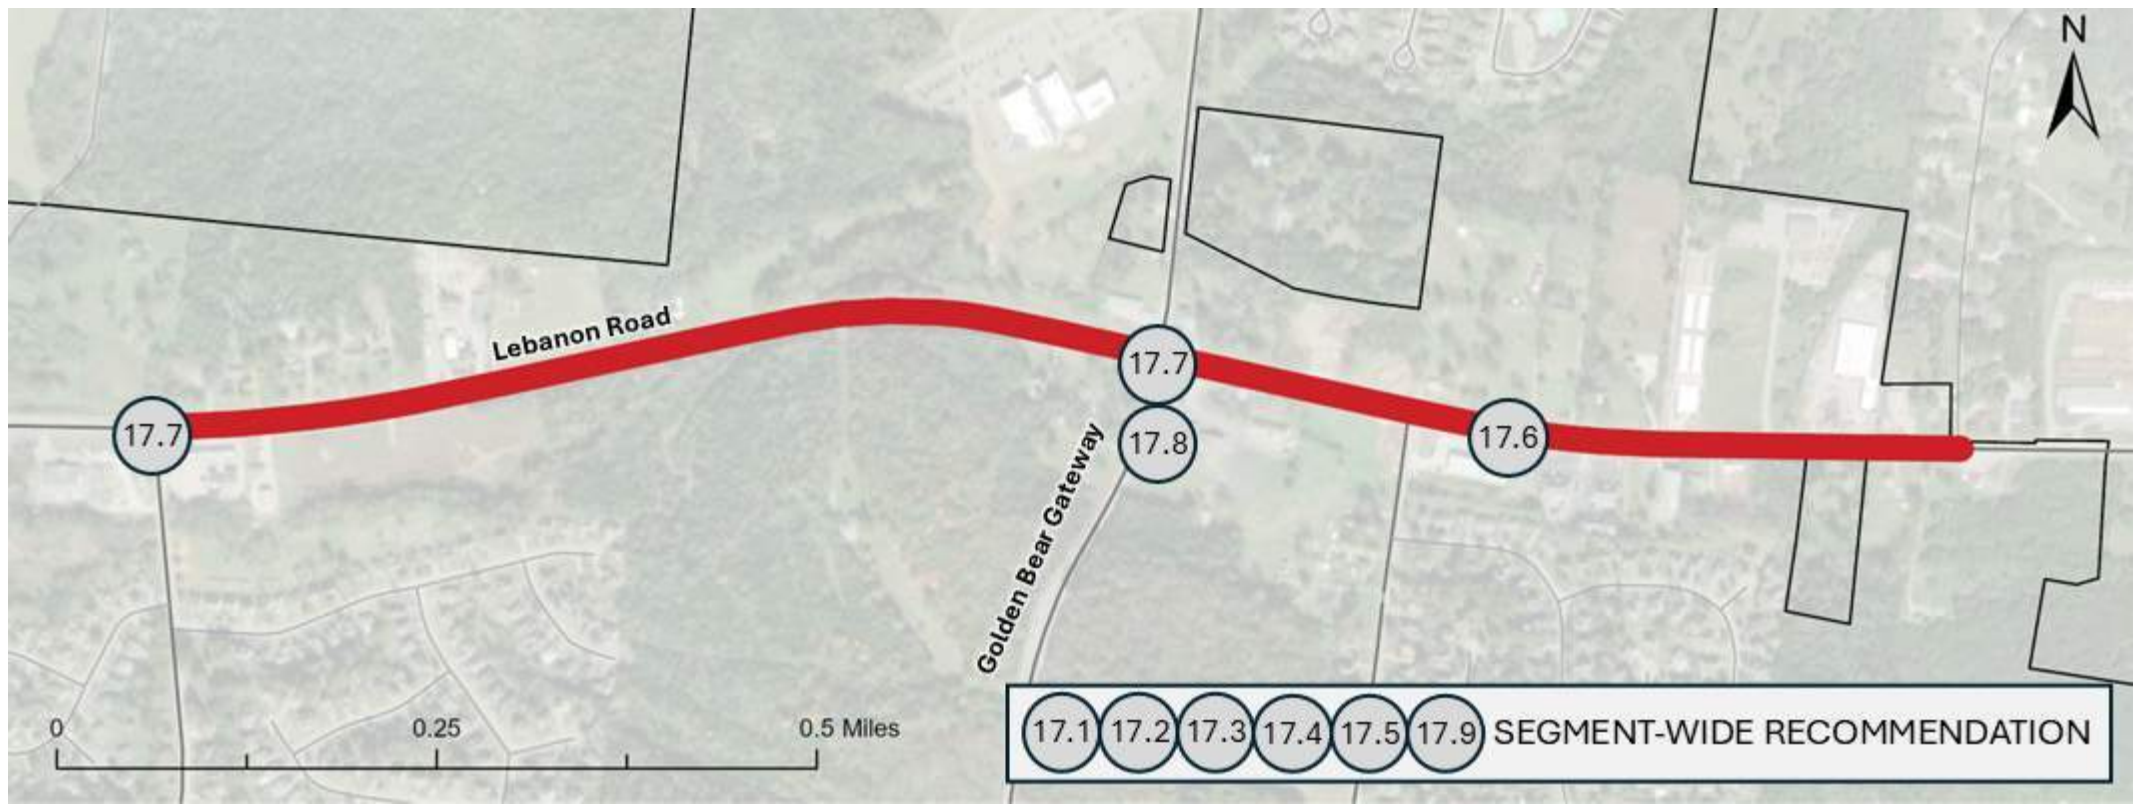 N
Lebanon Road
17.7
17.7
17.8
17.6
Golden Bear Gateway
0 0.25 0.5 Miles
17.1 17.2 17.3 17.4 17.5 17.9 SEGMENT-WIDE RECOMMENDATION